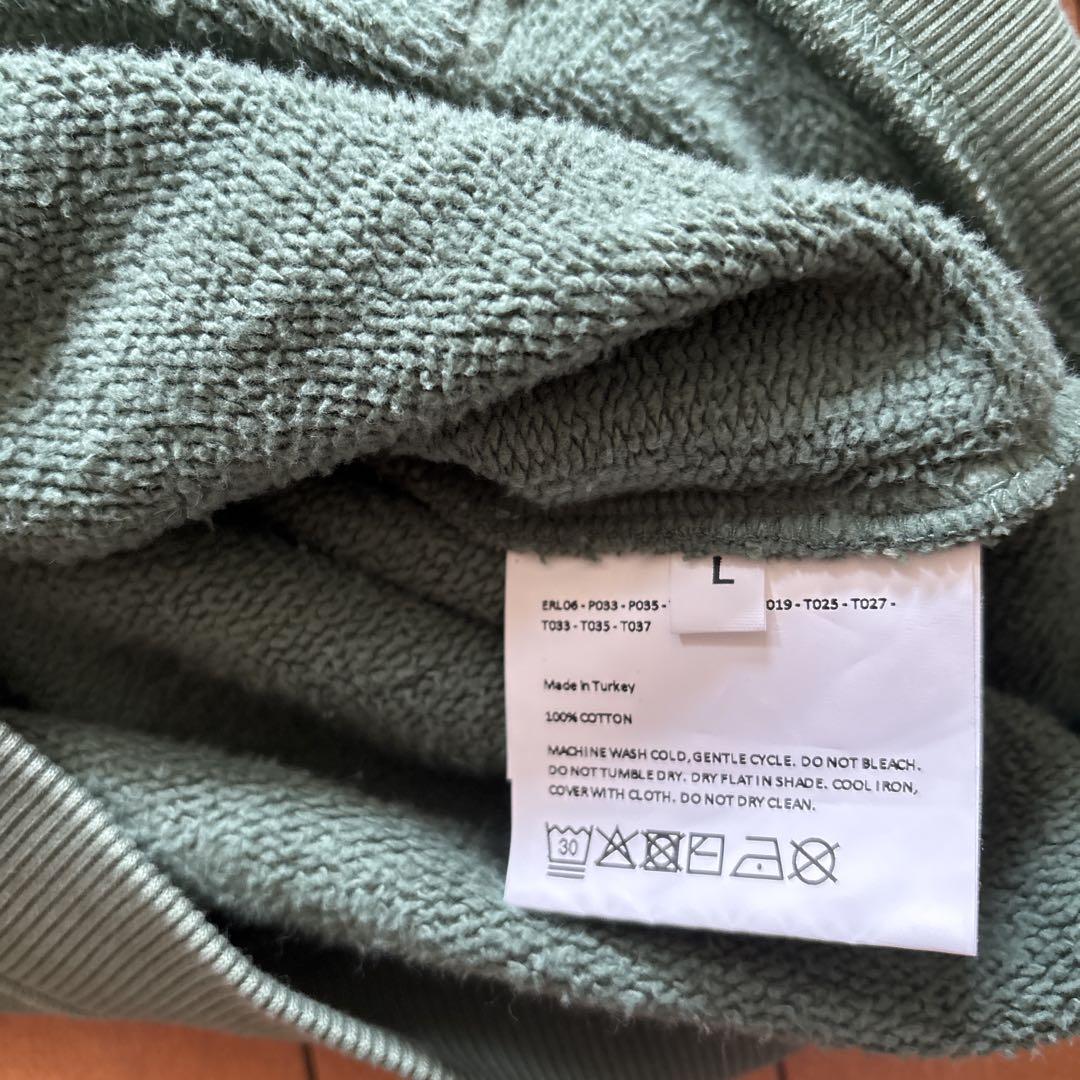 L
ERL06 - P033 - P035 - 019 - T025 - T027 -
T033 - T035 - T037
Made in Turkey
100% COTTON
MACHINE WASH COLD, GENTLE CYCLE. DO NOT BLEACH.
DO NOT TUMBLE DRY. DRY FLAT IN SHADE. COOL IRON,
COVER WITH CLOTH. DO NOT DRY CLEAN.
30